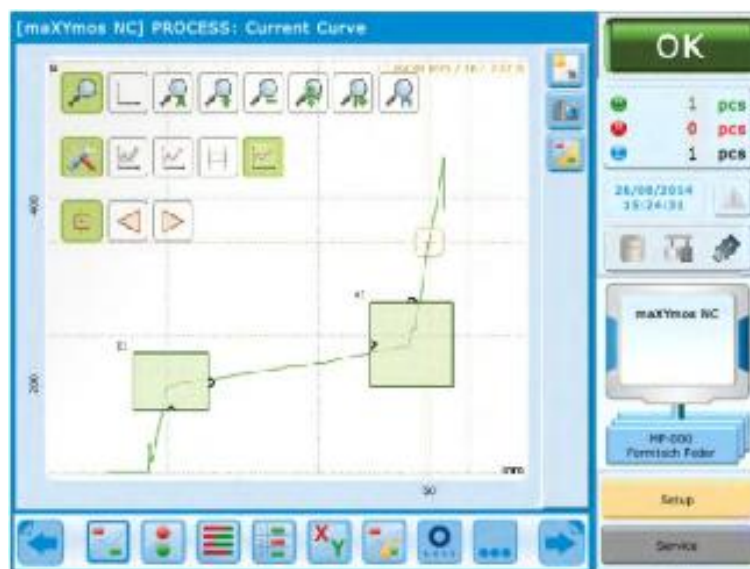 [maXYmos NC] PROCESS: Current Curve
OK
1 pcs
0 pcs
1 pcs
26/08/2014
15:24:31
400
200
mm
maXYmos NC
MP-000
Setup
Service
X
Y